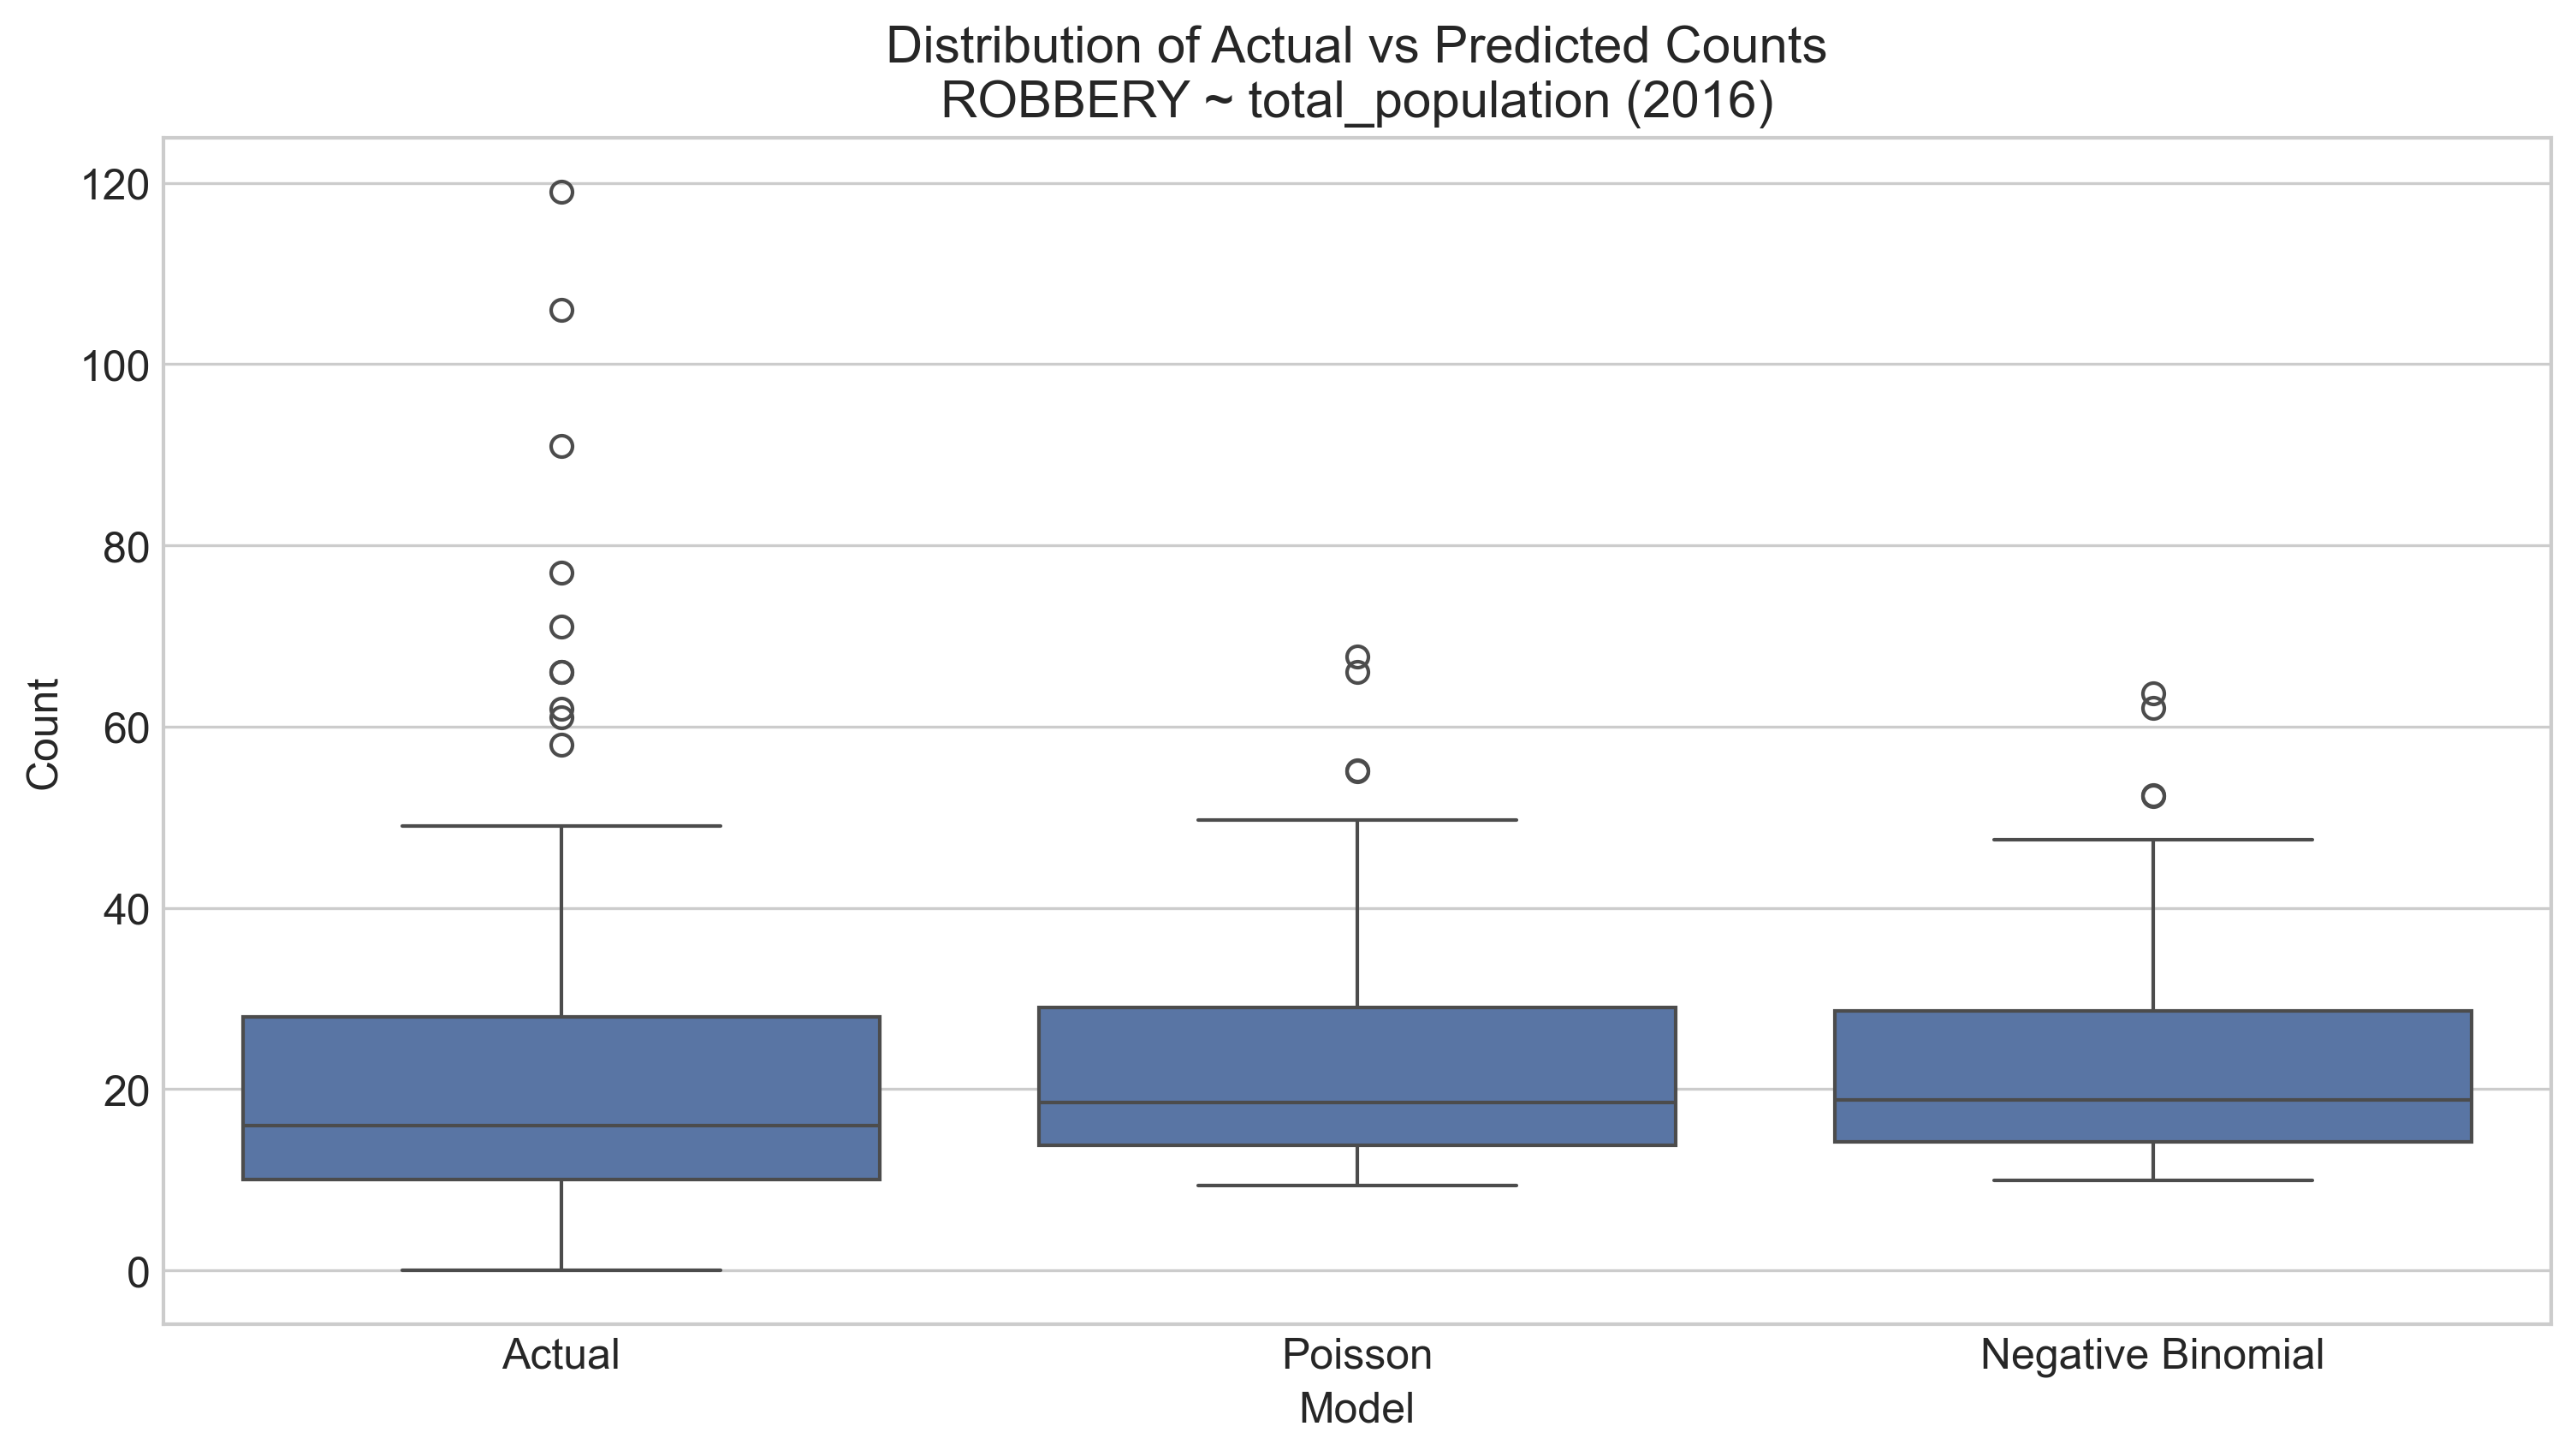 Distribution of Actual vs Predicted Counts
ROBBERY ~ total_population (2016)
120
100
80
60
40
20
0
Count
Actual
Poisson
Negative Binomial
Model